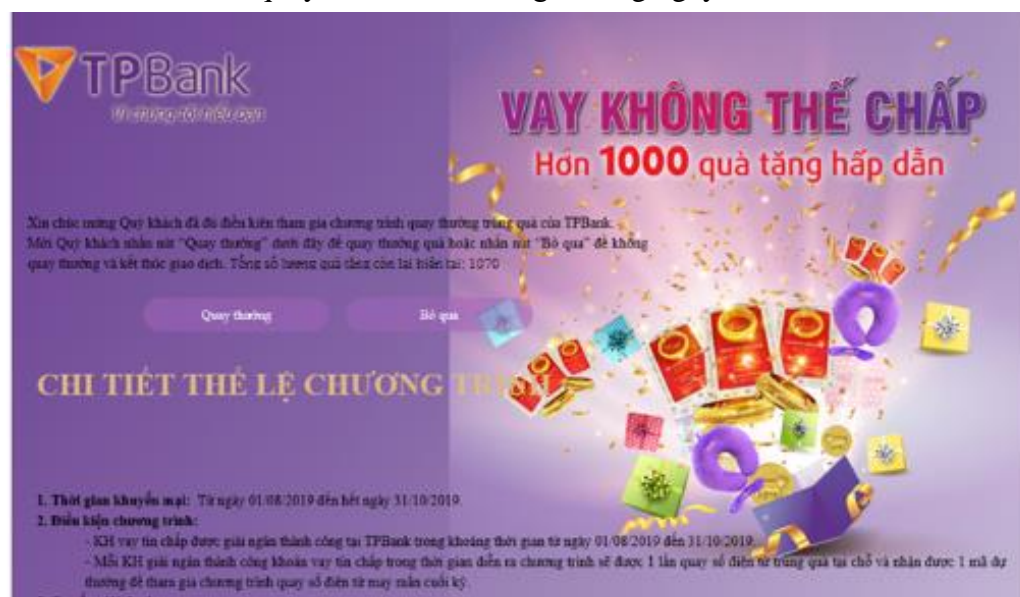 TPBank
Vì chúng tôi hiểu bạn
VAY KHÔNG THẾ CHẤP
Hơn 1000 quà tặng hấp dẫn
Xin chúc mừng Quý khách đã đủ điều kiện tham gia chương trình quay thưởng trúng quà của TPBank.
Mời Quý khách nhấn nút "Quay thưởng" dưới đây để quay thưởng quà hoặc nhấn nút "Bỏ qua" để không
quay thưởng và kết thúc giao dịch. Tổng số lượng quà tặng còn lại hiện tại: 1070
Quay thưởng
Bỏ qua
CHI TIẾT THỂ LỆ CHƯƠNG TRÌNH
1. Thời gian khuyến mại: Từ ngày 01/08/2019 đến hết ngày 31/10/2019.
2. Điều kiện chương trình:
- KH vay tín chấp được giải ngân thành công tại TPBank trong khoảng thời gian từ ngày 01/08/2019 đến 31/10/2019.
- Mỗi KH giải ngân thành công khoản vay tín chấp trong thời gian diễn ra chương trình sẽ được 1 lần quay số điện tử trúng quà tại chỗ và nhận được 1 mã dự
thưởng để tham gia chương trình quay số điện tử may mắn cuối kỳ.